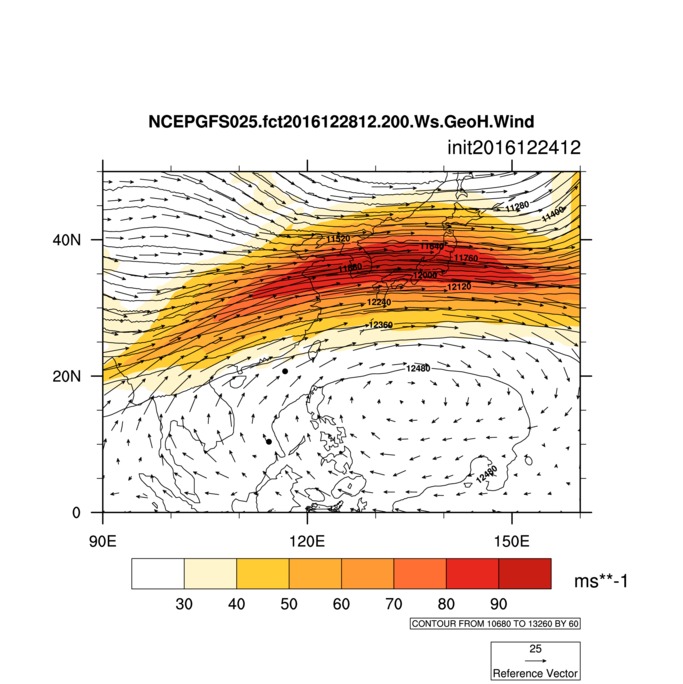 NCEPGFS025.fct2016122812.200.Ws.GeoH.Wind
init2016122412
40N
20N
0
90E 120E 150E
11280
11400
11520
11640
11760
11880
12000
12120
12240
12360
12480
12480
30 40 50 60 70 80 90
ms**-1
CONTOUR FROM 10680 TO 13260 BY 60
25
Reference Vector